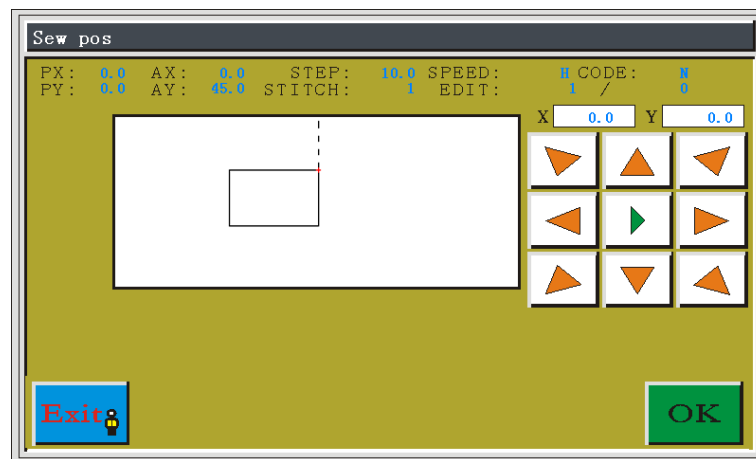 Sew pos
PX: 0.0 AX: 0.0 STEP: 10.0 SPEED: H CODE: N
PY: 0.0 AY: 45.0 STITCH: 1 EDIT: 1 / 0
X 0.0 Y 0.0
Exit OK